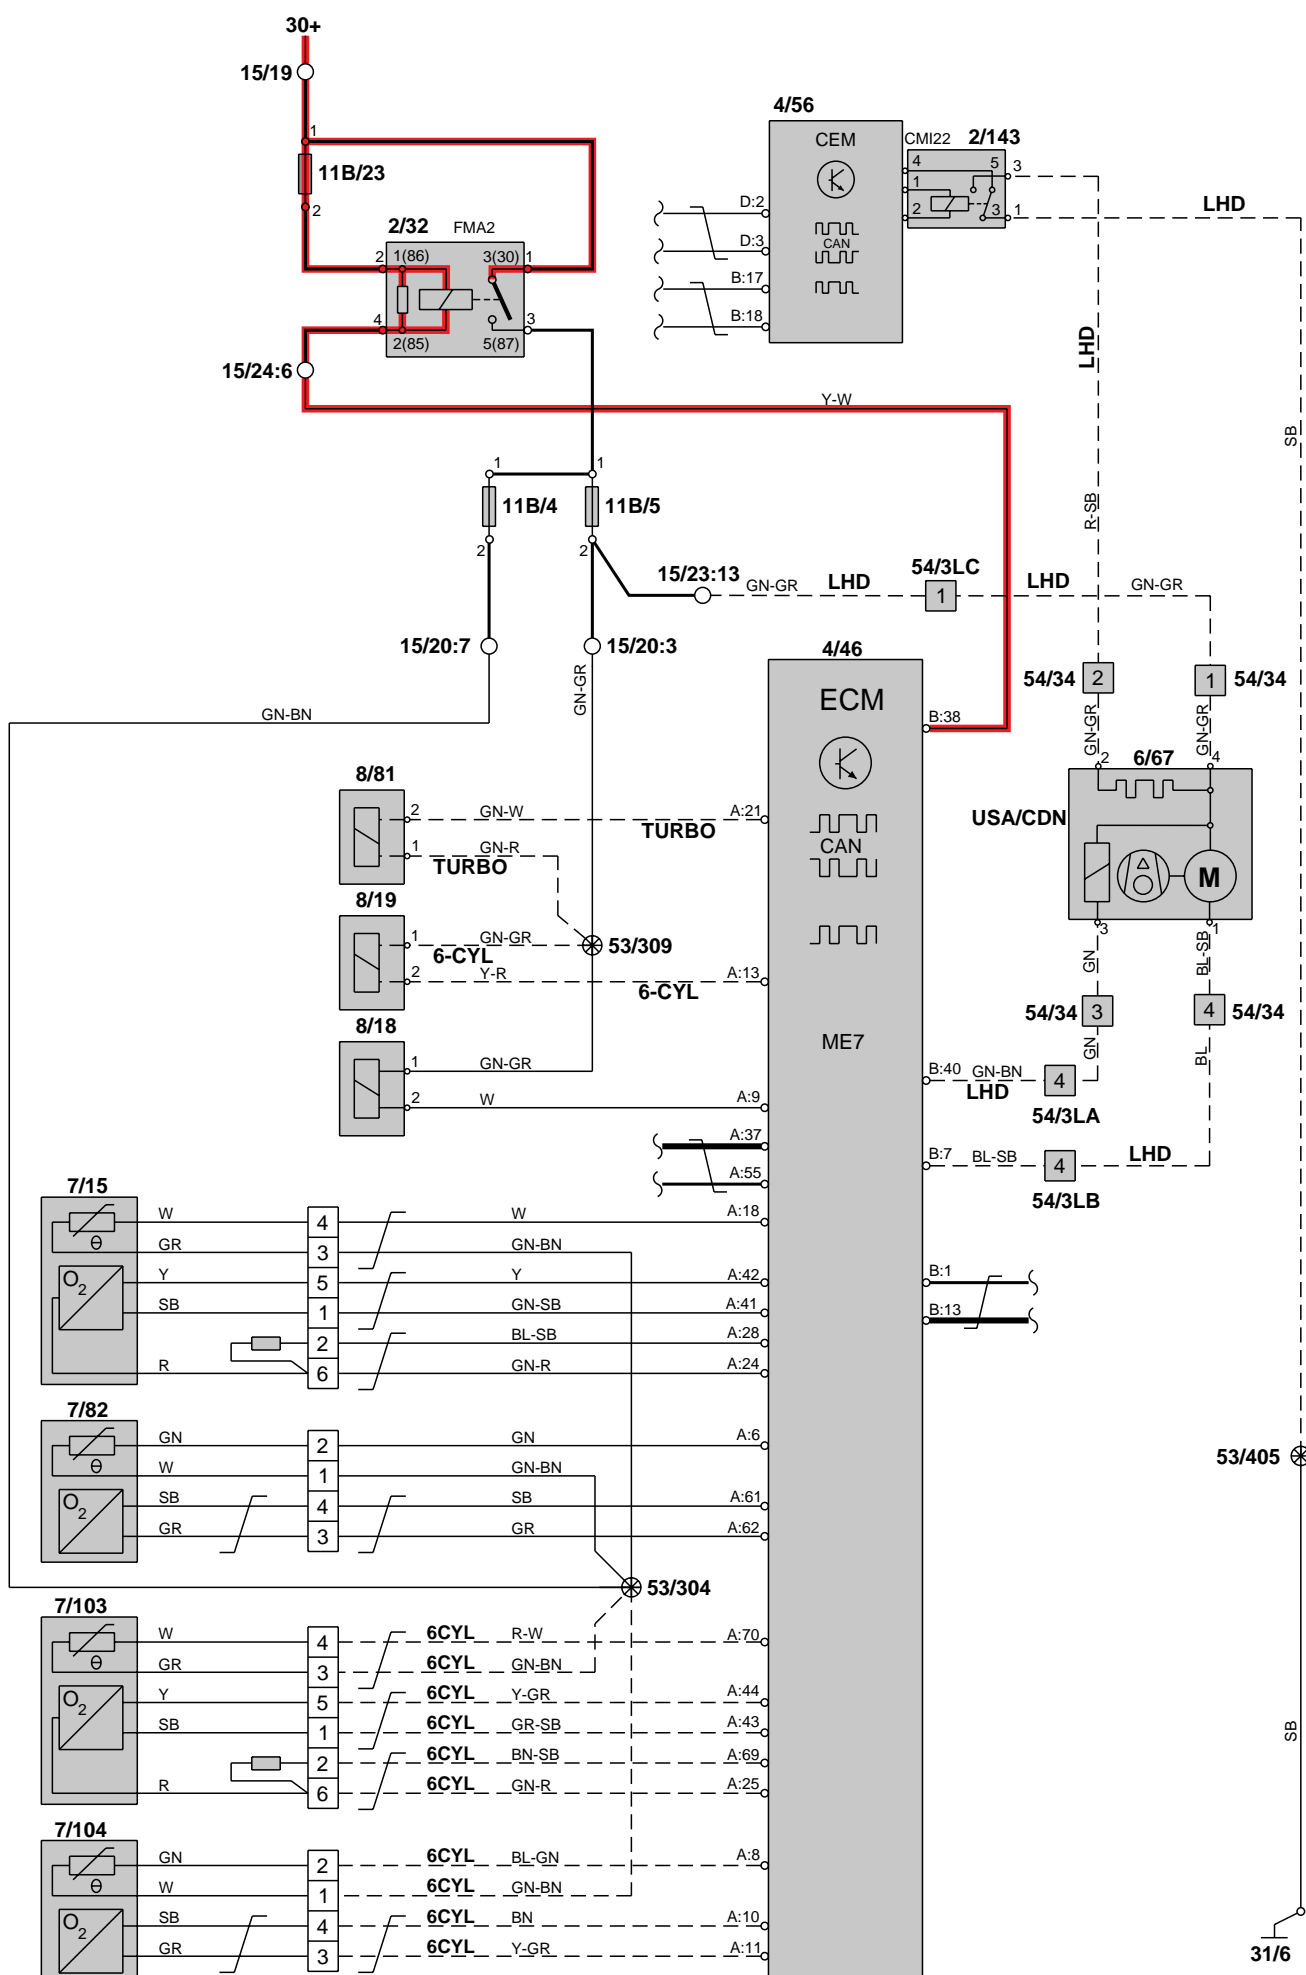 30+
15/19
1
11B/23
2
2/32 FMA2
2 1(86) 3(30) 1
4 2(85) 5(87) 3
15/24:6
4/56
CEM
CAN
D:2
D:3
B:17
B:18
CMI22 2/143
4 5 3
1
2 3 1
LHD
LHD
SB
R-SB
Y-W
1 1
11B/4 11B/5
2 2
15/23:13 GN-GR LHD 54/3LC 1 LHD GN-GR
15/20:7 15/20:3
GN-GR
GN-BN
4/46
ECM
CAN
ME7
B:38
54/34 2 1 54/34
GN-GR GN-GR
2 6/67 4
USA/CDN
M
3 1
GN BL-SB
54/34 3 4 54/34
GN BL
B:40 GN-BN 4
LHD
54/3LA
B:7 BL-SB 4 LHD
54/3LB
B:1
B:13
8/81
2 GN-W A:21
TURBO
1 GN-R
TURBO
8/19
1 GN-GR 53/309
6-CYL
2 Y-R A:13
6-CYL
8/18
1 GN-GR
2 W A:9
A:37
A:55
7/15
W 4 W A:18
Θ GR 3 GN-BN
O2 Y 5 Y A:42
SB 1 GN-SB A:41
2 BL-SB A:28
R 6 GN-R A:24
7/82
GN 2 GN A:6
Θ W 1 GN-BN
O2 SB 4 SB A:61
GR 3 GR A:62
53/304
53/405
7/103
W 4 6CYL R-W A:70
Θ GR 3 6CYL GN-BN
O2 Y 5 6CYL Y-GR A:44
SB 1 6CYL GR-SB A:43
2 6CYL BN-SB A:69
R 6 6CYL GN-R A:25
SB
7/104
GN 2 6CYL BL-GN A:8
Θ W 1 6CYL GN-BN
O2 SB 4 6CYL BN A:10
GR 3 6CYL Y-GR A:11
31/6